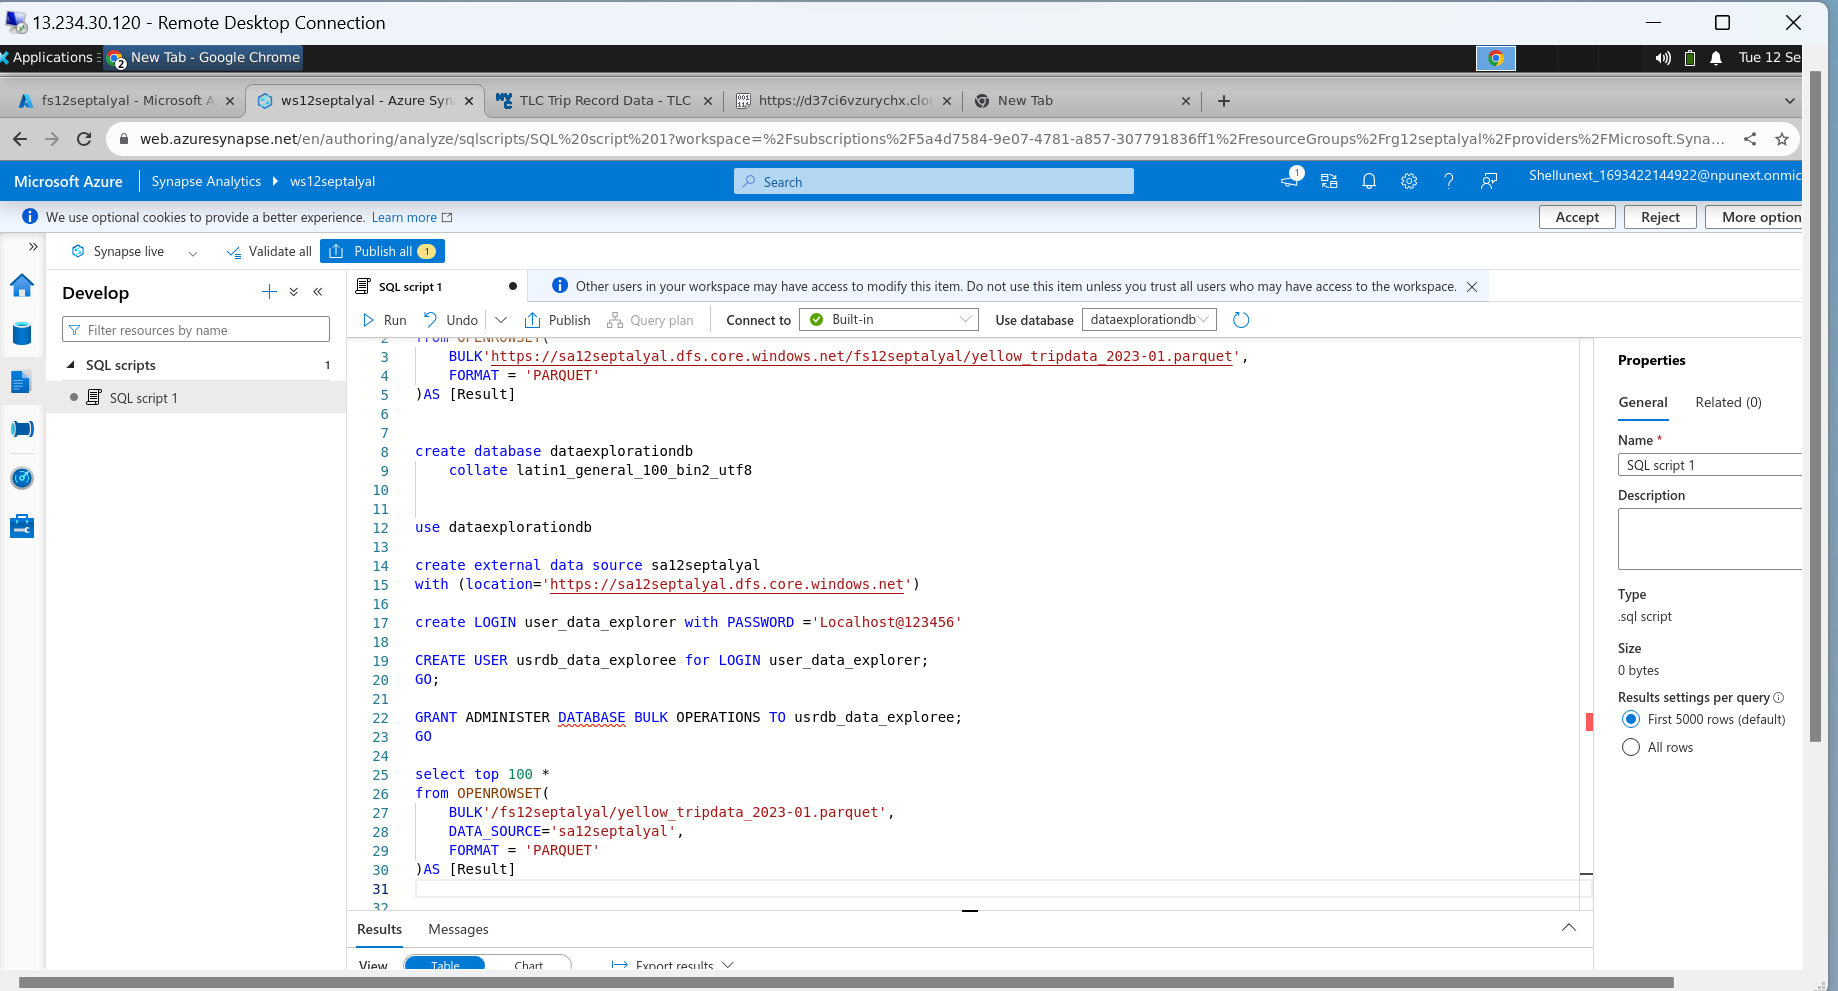 13.234.30.120 - Remote Desktop Connection
Applications : New Tab - Google Chrome Tue 12 Se
fs12septalyal - Microsoft A ws12septalyal - Azure Syn TLC Trip Record Data - TLC https://d37ci6vzurychx.clou New Tab
web.azuresynapse.net/en/authoring/analyze/sqlscripts/SQL%20script%201?workspace=%2Fsubscriptions%2F5a4d7584-9e07-4781-a857-307791836ff1%2FresourceGroups%2Frg12septalyal%2Fproviders%2FMicrosoft.Syna...
Microsoft Azure Synapse Analytics ws12septalyal Search 1 Shellunext_1693422144922@npunext.onmic
We use optional cookies to provide a better experience. Learn more Accept Reject More option
Synapse live Validate all Publish all 1
Develop
SQL script 1 Other users in your workspace may have access to modify this item. Do not use this item unless you trust all users who may have access to the workspace.
Filter resources by name
SQL scripts 1
SQL script 1
Run Undo Publish Query plan Connect to Built-in Use database dataexplorationdb
2 from OPENROWSET(
3 BULK'https://sa12septalyal.dfs.core.windows.net/fs12septalyal/yellow_tripdata_2023-01.parquet',
4 FORMAT = 'PARQUET'
5 )AS [Result]
6
7
8 create database dataexplorationdb
9 collate latin1_general_100_bin2_utf8
10
11
12 use dataexplorationdb
13
14 create external data source sa12septalyal
15 with (location='https://sa12septalyal.dfs.core.windows.net')
16
17 create LOGIN user_data_explorer with PASSWORD ='Localhost@123456'
18
19 CREATE USER usrdb_data_exploree for LOGIN user_data_explorer;
20 GO;
21
22 GRANT ADMINISTER DATABASE BULK OPERATIONS TO usrdb_data_exploree;
23 GO
24
25 select top 100 *
26 from OPENROWSET(
27 BULK'/fs12septalyal/yellow_tripdata_2023-01.parquet',
28 DATA_SOURCE='sa12septalyal',
29 FORMAT = 'PARQUET'
30 )AS [Result]
31
32
Results Messages
View Table Chart Export results
Properties
General Related (0)
Name *
SQL script 1
Description
Type
.sql script
Size
0 bytes
Results settings per query
First 5000 rows (default)
All rows